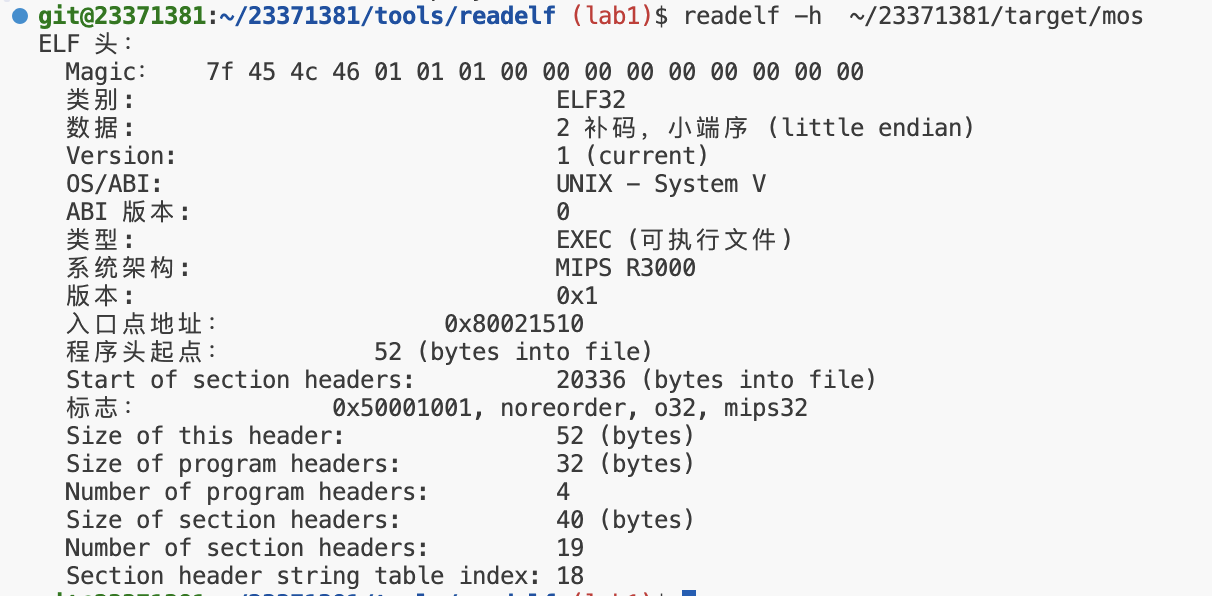 git@23371381:~/23371381/tools/readelf (lab1)$ readelf -h  ~/23371381/target/mos
ELF 头：
Magic：  7f 45 4c 46 01 01 01 00 00 00 00 00 00 00 00 00
类别:                              ELF32
数据:                              2 补码，小端序 (little endian)
Version:                           1 (current)
OS/ABI:                            UNIX - System V
ABI 版本:                          0
类型:                              EXEC (可执行文件)
系统架构:                          MIPS R3000
版本:                              0x1
入口点地址：              0x80021510
程序头起点：              52 (bytes into file)
Start of section headers:          20336 (bytes into file)
标志：             0x50001001, noreorder, o32, mips32
Size of this header:               52 (bytes)
Size of program headers:           32 (bytes)
Number of program headers:         4
Size of section headers:           40 (bytes)
Number of section headers:         19
Section header string table index: 18